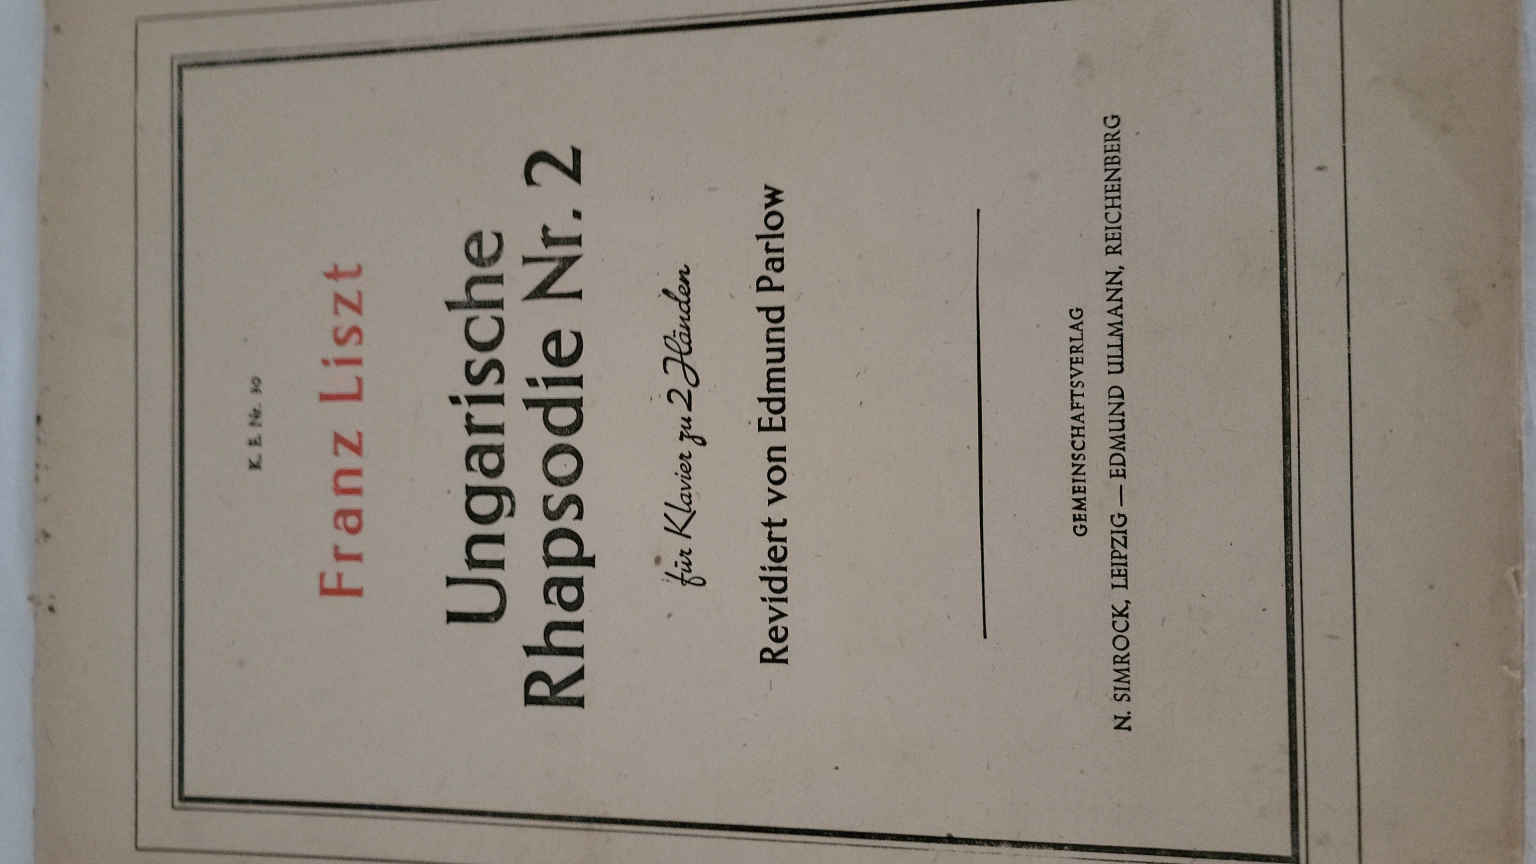 K. E. Nr. 30
Franz Liszt
Ungarische
Rhapsodie Nr. 2
für Klavier zu 2 Händen
Revidiert von Edmund Parlow
GEMEINSCHAFTSVERLAG
N. SIMROCK, LEIPZIG — EDMUND ULLMANN, REICHENBERG